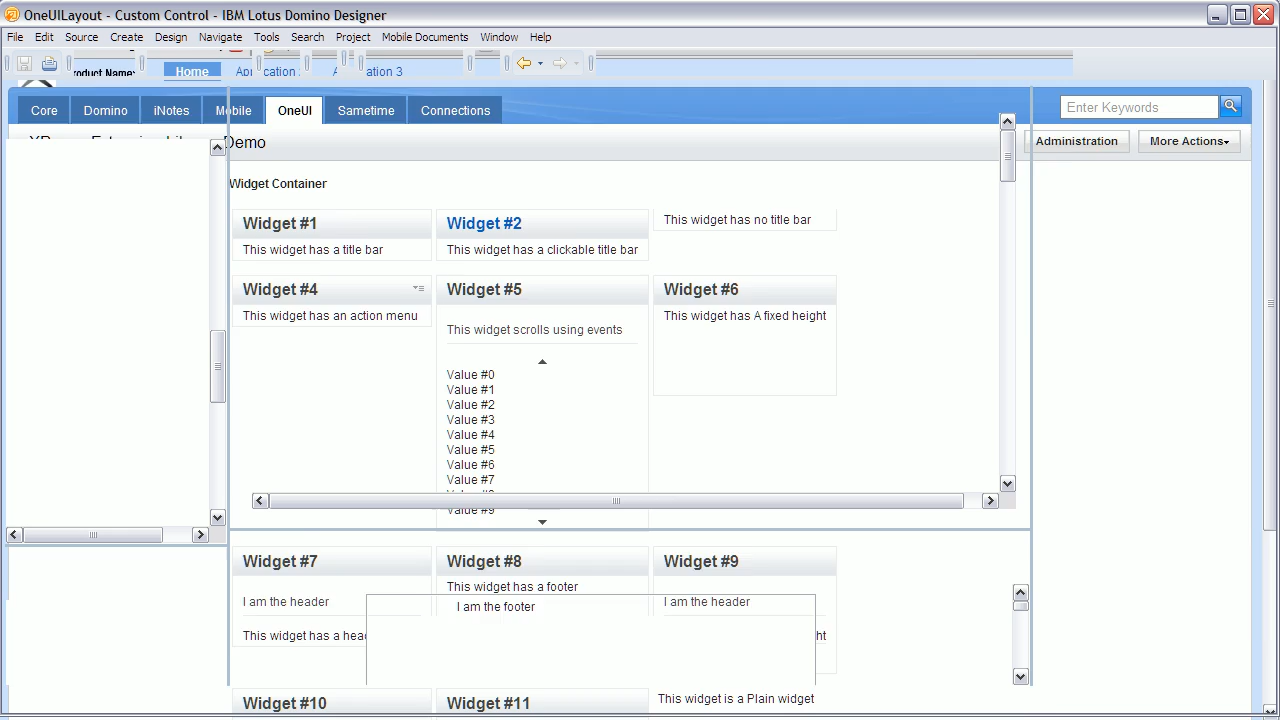 OneUILayout - Custom Control - IBM Lotus Domino Designer
File Edit Source Create Design Navigate Tools Search Project Mobile Documents Window Help
Home
Core Domino iNotes Mobile OneUI Sametime Connections
Enter Keywords
Demo
Administration More Actions
Widget Container
Widget #1 Widget #2 This widget has no title bar
This widget has a title bar This widget has a clickable title bar
Widget #4 Widget #5 Widget #6
This widget has an action menu This widget has A fixed height
This widget scrolls using events
Value #0
Value #1
Value #2
Value #3
Value #4
Value #5
Value #6
Value #7
Value #9
Widget #7 Widget #8 Widget #9
This widget has a footer
I am the header I am the footer I am the header
This widget has a
Widget #10 Widget #11 This widget is a Plain widget